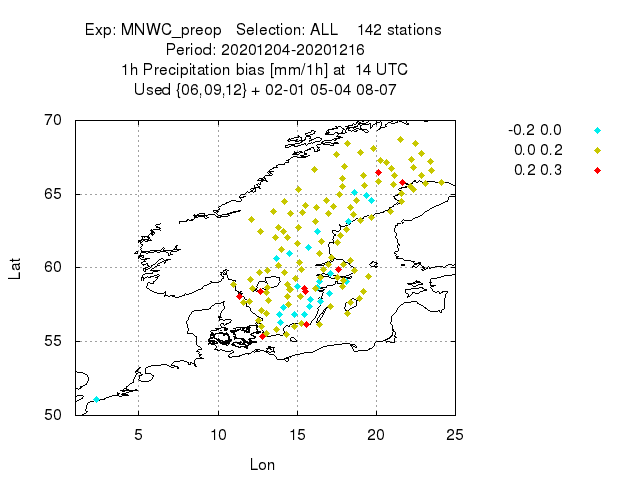 Exp: MNWC_preop   Selection: ALL    142 stations
Period: 20201204-20201216
1h Precipitation bias [mm/1h] at  14 UTC
Used {06,09,12} + 02-01 05-04 08-07
-0.2 0.0
0.0 0.2
0.2 0.3
70
65
60
55
50
Lat
5 10 15 20 25
Lon